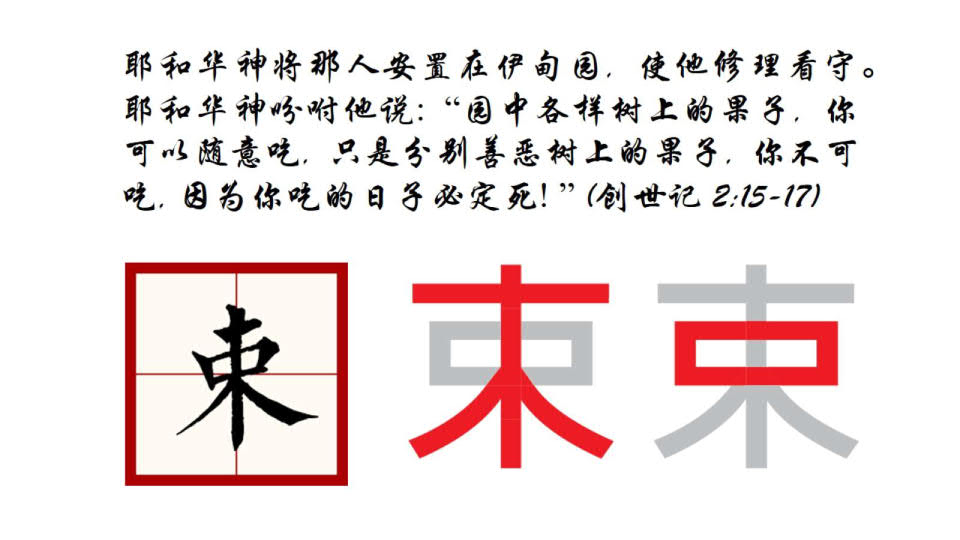 耶和华神将那人安置在伊甸园，使他修理看守。
耶和华神吩咐他说：“园中各样树上的果子，你
可以随意吃，只是分别善恶树上的果子，你不可
吃，因为你吃的日子必定死！”(创世记 2:15-17)
束 束 束